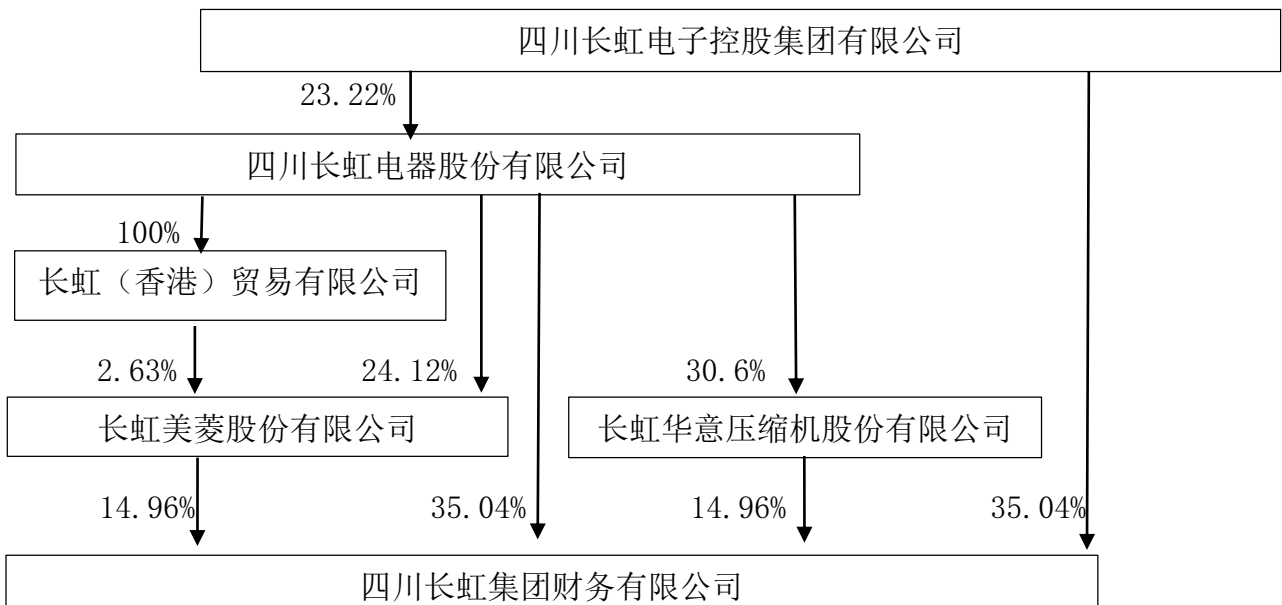 四川长虹电子控股集团有限公司
23.22%
四川长虹电器股份有限公司
100%
长虹（香港）贸易有限公司
2.63%
24.12%
30.6%
长虹美菱股份有限公司
长虹华意压缩机股份有限公司
14.96%
35.04%
14.96%
35.04%
四川长虹集团财务有限公司